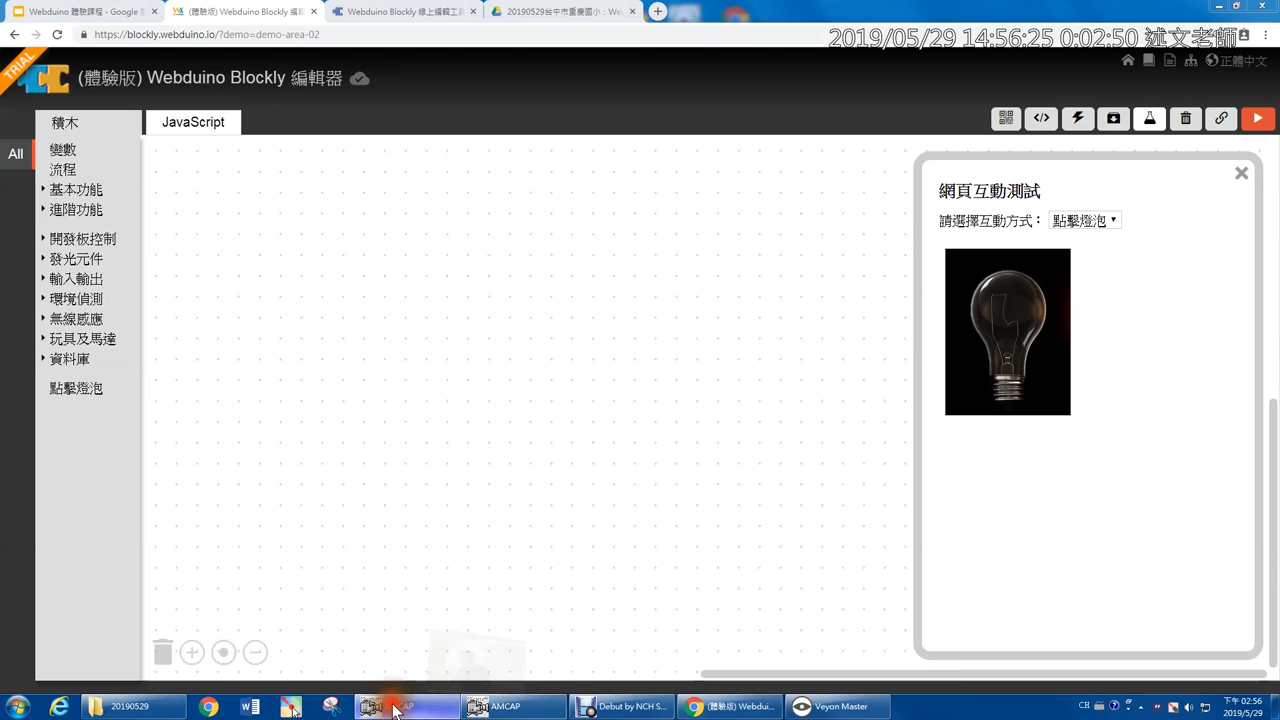 Webduino 體驗課程 - Google 簡
(體驗版) Webduino Blockly 編輯
Webduino Blockly 線上編輯工具
20190529台中市重慶國小：We
https://blockly.webduino.io/?demo=demo-area-02
2019/05/29 14:56:25 0:02:50 述文老師
TRIAL
(體驗版) Webduino Blockly 編輯器
正體中文
積木
JavaScript
All
變數
流程
基本功能
進階功能
開發板控制
發光元件
輸入輸出
環境偵測
無線感應
玩具及馬達
資料庫
點擊燈泡
網頁互動測試
請選擇互動方式：
點擊燈泡
20190529
AMCAP
Debut by NCH S...
(體驗版) Webdui...
Veyon Master
CH
下午 02:56
2019/5/29